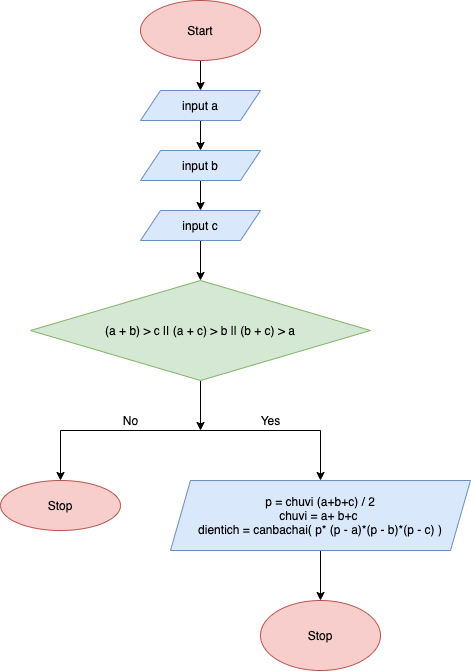 Start
input a
input b
input c
(a + b) > c || (a + c) > b || (b + c) > a
No
Yes
Stop
p = chuvi (a+b+c) / 2
chuvi = a+ b+c
dientich = canbachai( p* (p - a)*(p - b)*(p - c) )
Stop